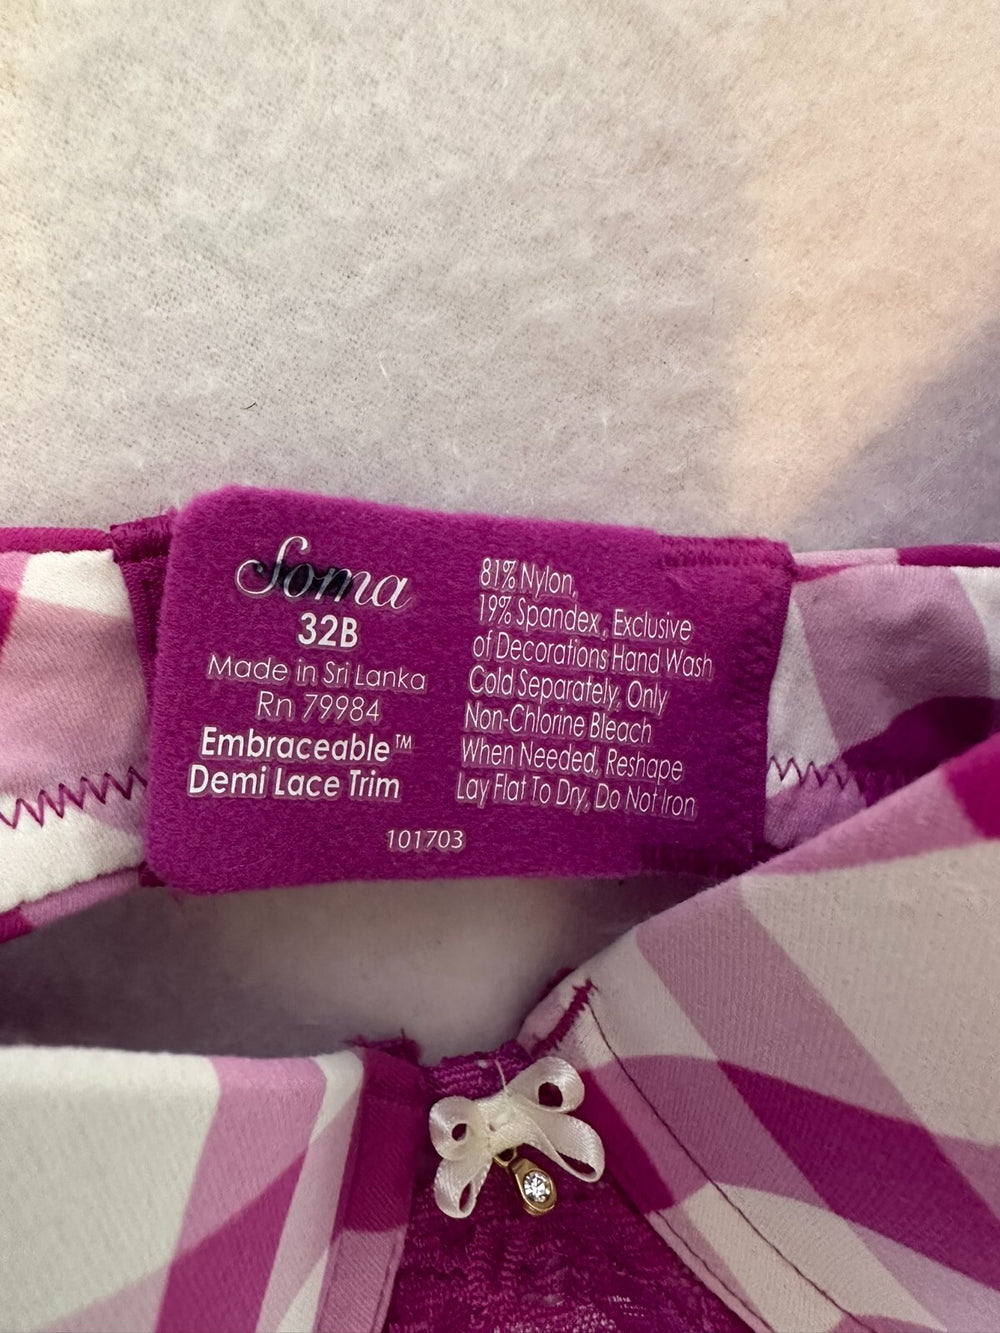 Soma
32B
Made in Sri Lanka
Rn 79984
Embraceable™
Demi Lace Trim
101703
81% Nylon,
19% Spandex, Exclusive
of Decorations Hand Wash
Cold Separately, Only
Non-Chlorine Bleach
When Needed, Reshape
Lay Flat To Dry, Do Not Iron